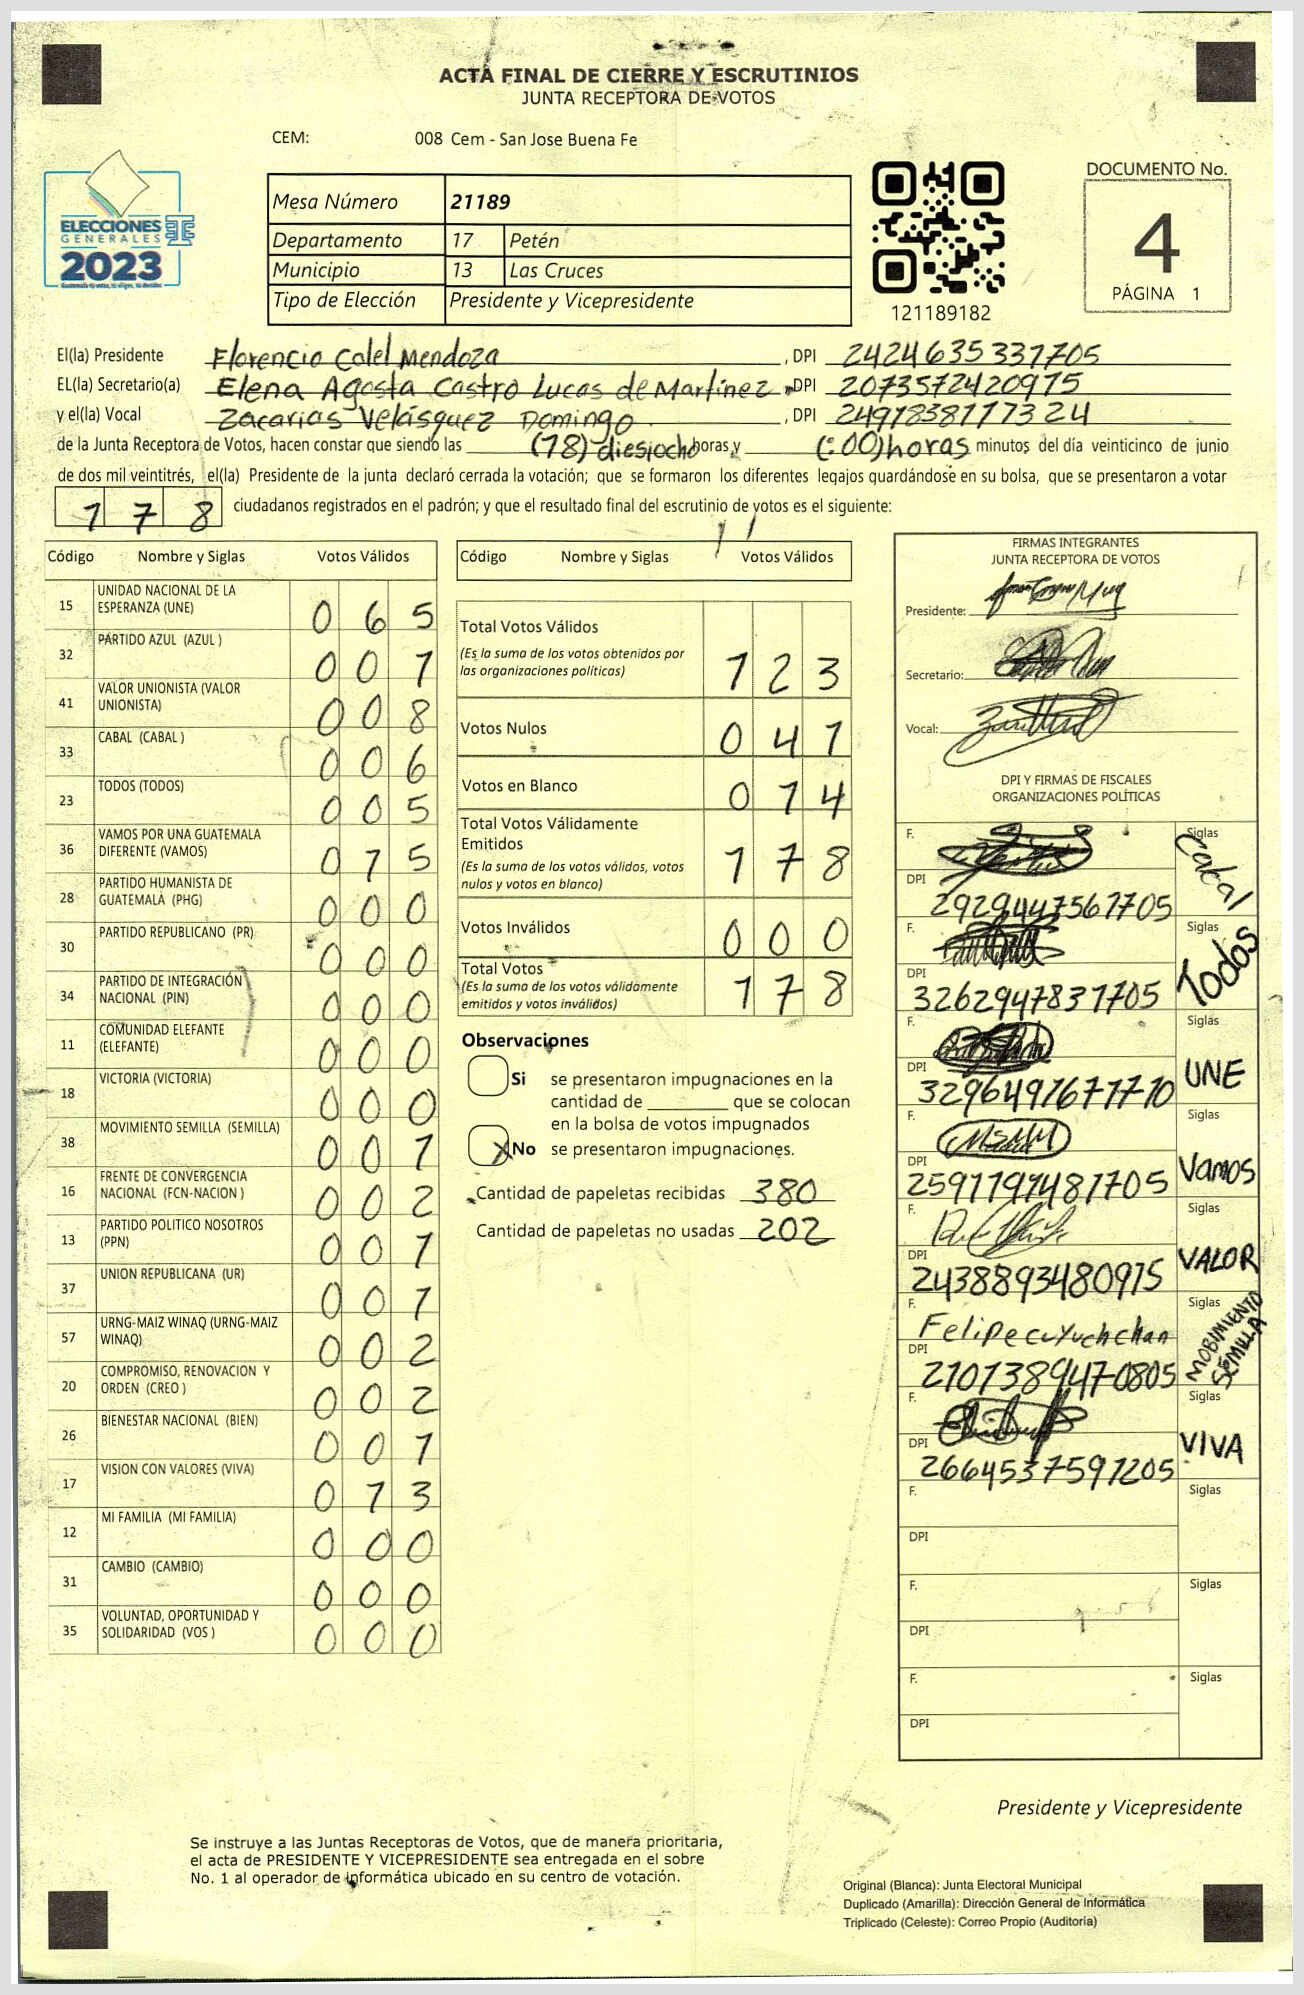 ACTA FINAL DE CIERRE Y ESCRUTINIOS
JUNTA RECEPTORA DE VOTOS
CEM: 008 Cem - San Jose Buena Fe
ELECCIONES
GENERALES
2023
Mesa Número 21189
Departamento 17 Petén
Municipio 13 Las Cruces
Tipo de Elección Presidente y Vicepresidente
121189182
DOCUMENTO No.
4
PÁGINA 1
El(la) Presidente Florencio Calel Mendoza, DPI 2424635331705
EL(la) Secretario(a) Elena Agosta Castro Lucas de Martinez, DPI 2073572420915
y el(la) Vocal Zacarias Velásquez Domingo, DPI 2491838171324
de la Junta Receptora de Votos, hacen constar que siendo las (18) diesiocho horas y (:00) horas minutos del día veinticinco de junio
de dos mil veintitrés, el(la) Presidente de la junta declaró cerrada la votación; que se formaron los diferentes legajos guardándose en su bolsa, que se presentaron a votar
178 ciudadanos registrados en el padrón; y que el resultado final del escrutinio de votos es el siguiente:
Código Nombre y Siglas Votos Válidos
15 UNIDAD NACIONAL DE LA ESPERANZA (UNE) 0 6 5
32 PARTIDO AZUL (AZUL ) 0 0 1
41 VALOR UNIONISTA (VALOR UNIONISTA) 0 0 8
33 CABAL (CABAL ) 0 0 6
23 TODOS (TODOS) 0 0 5
36 VAMOS POR UNA GUATEMALA DIFERENTE (VAMOS) 0 1 5
28 PARTIDO HUMANISTA DE GUATEMALA (PHG) 0 0 0
30 PARTIDO REPUBLICANO (PR) 0 0 0
34 PARTIDO DE INTEGRACIÓN NACIONAL (PIN) 0 0 0
11 COMUNIDAD ELEFANTE (ELEFANTE) 0 0 0
18 VICTORIA (VICTORIA) 0 0 0
38 MOVIMIENTO SEMILLA (SEMILLA) 0 0 1
16 FRENTE DE CONVERGENCIA NACIONAL (FCN-NACION ) 0 0 2
13 PARTIDO POLITICO NOSOTROS (PPN) 0 0 1
37 UNION REPUBLICANA (UR) 0 0 1
57 URNG-MAIZ WINAQ (URNG-MAIZ WINAQ) 0 0 2
20 COMPROMISO, RENOVACION Y ORDEN (CREO ) 0 0 2
26 BIENESTAR NACIONAL (BIEN) 0 0 1
17 VISION CON VALORES (VIVA) 0 1 3
12 MI FAMILIA (MI FAMILIA) 0 0 0
31 CAMBIO (CAMBIO) 0 0 0
35 VOLUNTAD, OPORTUNIDAD Y SOLIDARIDAD (VOS ) 0 0 0
Código Nombre y Siglas Votos Válidos
Total Votos Válidos
(Es la suma de los votos obtenidos por
las organizaciones políticas) 1 2 3
Votos Nulos 0 4 1
Votos en Blanco 0 1 4
Total Votos Válidamente
Emitidos
(Es la suma de los votos válidos, votos
nulos y votos en blanco) 1 7 8
Votos Inválidos 0 0 0
Total Votos
(Es la suma de los votos válidamente
emitidos y votos inválidos) 1 7 8
Observaciones
Si se presentaron impugnaciones en la
cantidad de ________ que se colocan
en la bolsa de votos impugnados
X No se presentaron impugnaciones.
Cantidad de papeletas recibidas 380
Cantidad de papeletas no usadas 202
FIRMAS INTEGRANTES
JUNTA RECEPTORA DE VOTOS
Presidente:
Secretario:
Vocal:
DPI Y FIRMAS DE FISCALES
ORGANIZACIONES POLÍTICAS
F. Siglas Cabal
DPI 2929447561705
F. Siglas Todos
DPI 3262947831705
F. Siglas UNE
DPI 3296491671710
F. Siglas Vamos
DPI 2591191481705
F. Siglas VALOR
DPI 2438893480915
F. Felipe cuyuchchan Siglas MOBIMIENTO SEMILLA
DPI 2101389470805
F. Siglas VIVA
DPI 2664537591205
F. Siglas
DPI
F. Siglas
DPI
F. Siglas
DPI
Presidente y Vicepresidente
Se instruye a las Juntas Receptoras de Votos, que de manera prioritaria,
el acta de PRESIDENTE Y VICEPRESIDENTE sea entregada en el sobre
No. 1 al operador de informática ubicado en su centro de votación.
Original (Blanca): Junta Electoral Municipal
Duplicado (Amarilla): Dirección General de Informática
Triplicado (Celeste): Correo Propio (Auditoría)